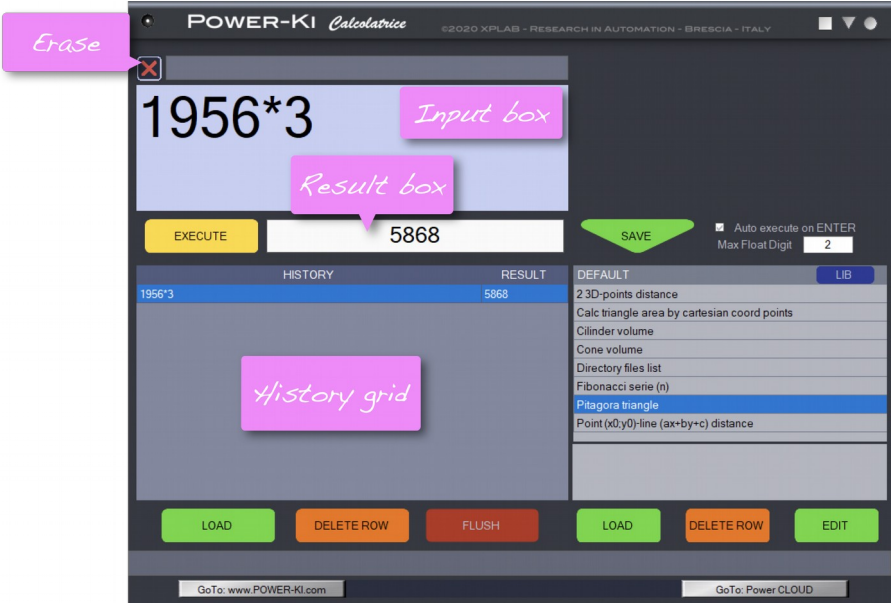 Erase
POWER-KI Calcolatrice ©2020 XPLAB - RESEARCH IN AUTOMATION - BRESCIA - ITALY
1956*3
Input box
Result box
EXECUTE
5868
SAVE
Auto execute on ENTER
Max Float Digit 2
HISTORY RESULT
1956*3 5868
History grid
DEFAULT LIB
2 3D-points distance
Calc triangle area by cartesian coord points
Cilinder volume
Cone volume
Directory files list
Fibonacci serie (n)
Pitagora triangle
Point (x0;y0)-line (ax+by+c) distance
LOAD DELETE ROW FLUSH LOAD DELETE ROW EDIT
GoTo: www.POWER-KI.com GoTo: Power CLOUD